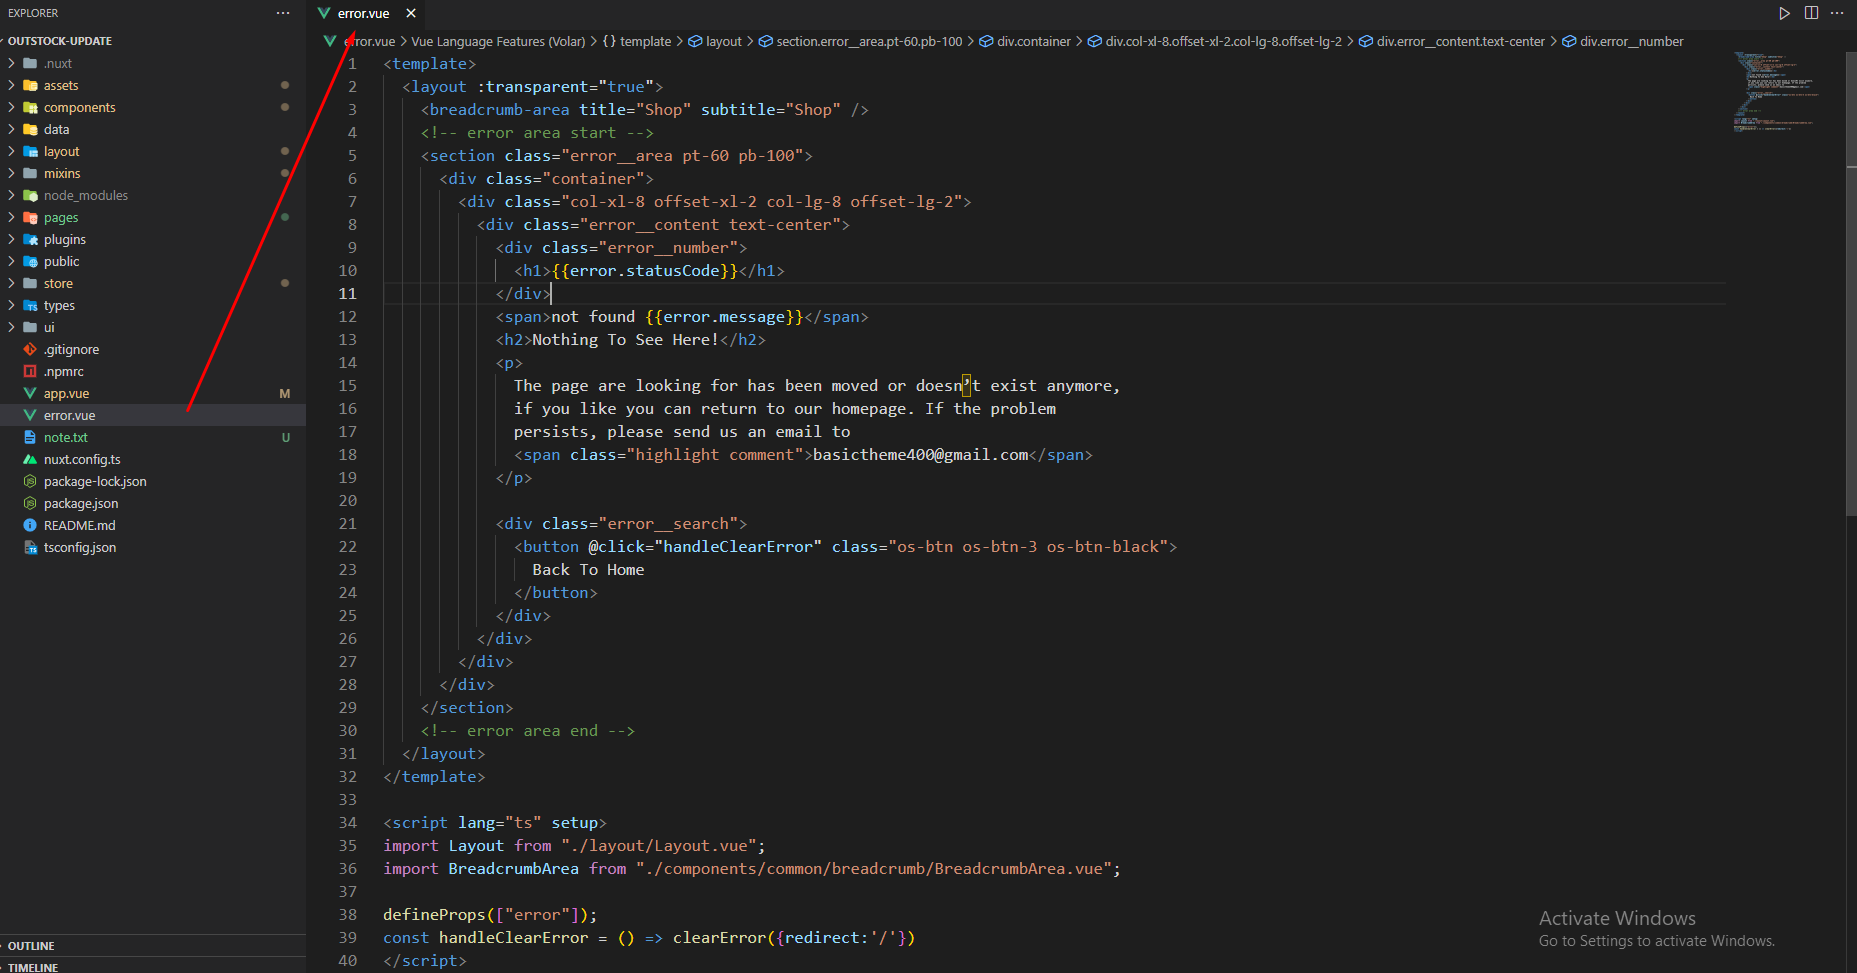 EXPLORER
OUTSTOCK-UPDATE
.nuxt
assets
components
data
layout
mixins
node_modules
pages
plugins
public
store
types
ui
.gitignore
.npmrc
app.vue M
error.vue
note.txt U
nuxt.config.ts
package-lock.json
package.json
README.md
tsconfig.json
OUTLINE
TIMELINE
error.vue
error.vue > Vue Language Features (Volar) > {} template > layout > section.error__area.pt-60.pb-100 > div.container > div.col-xl-8.offset-xl-2.col-lg-8.offset-lg-2 > div.error__content.text-center > div.error__number
1 <template>
2 <layout :transparent="true">
3 <breadcrumb-area title="Shop" subtitle="Shop" />
4 <!-- error area start -->
5 <section class="error__area pt-60 pb-100">
6 <div class="container">
7 <div class="col-xl-8 offset-xl-2 col-lg-8 offset-lg-2">
8 <div class="error__content text-center">
9 <div class="error__number">
10 <h1>{{error.statusCode}}</h1>
11 </div>
12 <span>not found {{error.message}}</span>
13 <h2>Nothing To See Here!</h2>
14 <p>
15 The page are looking for has been moved or doesn’t exist anymore,
16 if you like you can return to our homepage. If the problem
17 persists, please send us an email to
18 <span class="highlight comment">basictheme400@gmail.com</span>
19 </p>
20
21 <div class="error__search">
22 <button @click="handleClearError" class="os-btn os-btn-3 os-btn-black">
23 Back To Home
24 </button>
25 </div>
26 </div>
27 </div>
28 </div>
29 </section>
30 <!-- error area end -->
31 </layout>
32 </template>
33
34 <script lang="ts" setup>
35 import Layout from "./layout/Layout.vue";
36 import BreadcrumbArea from "./components/common/breadcrumb/BreadcrumbArea.vue";
37
38 defineProps(["error"]);
39 const handleClearError = () => clearError({redirect:'/'})
40 </script>
Activate Windows
Go to Settings to activate Windows.